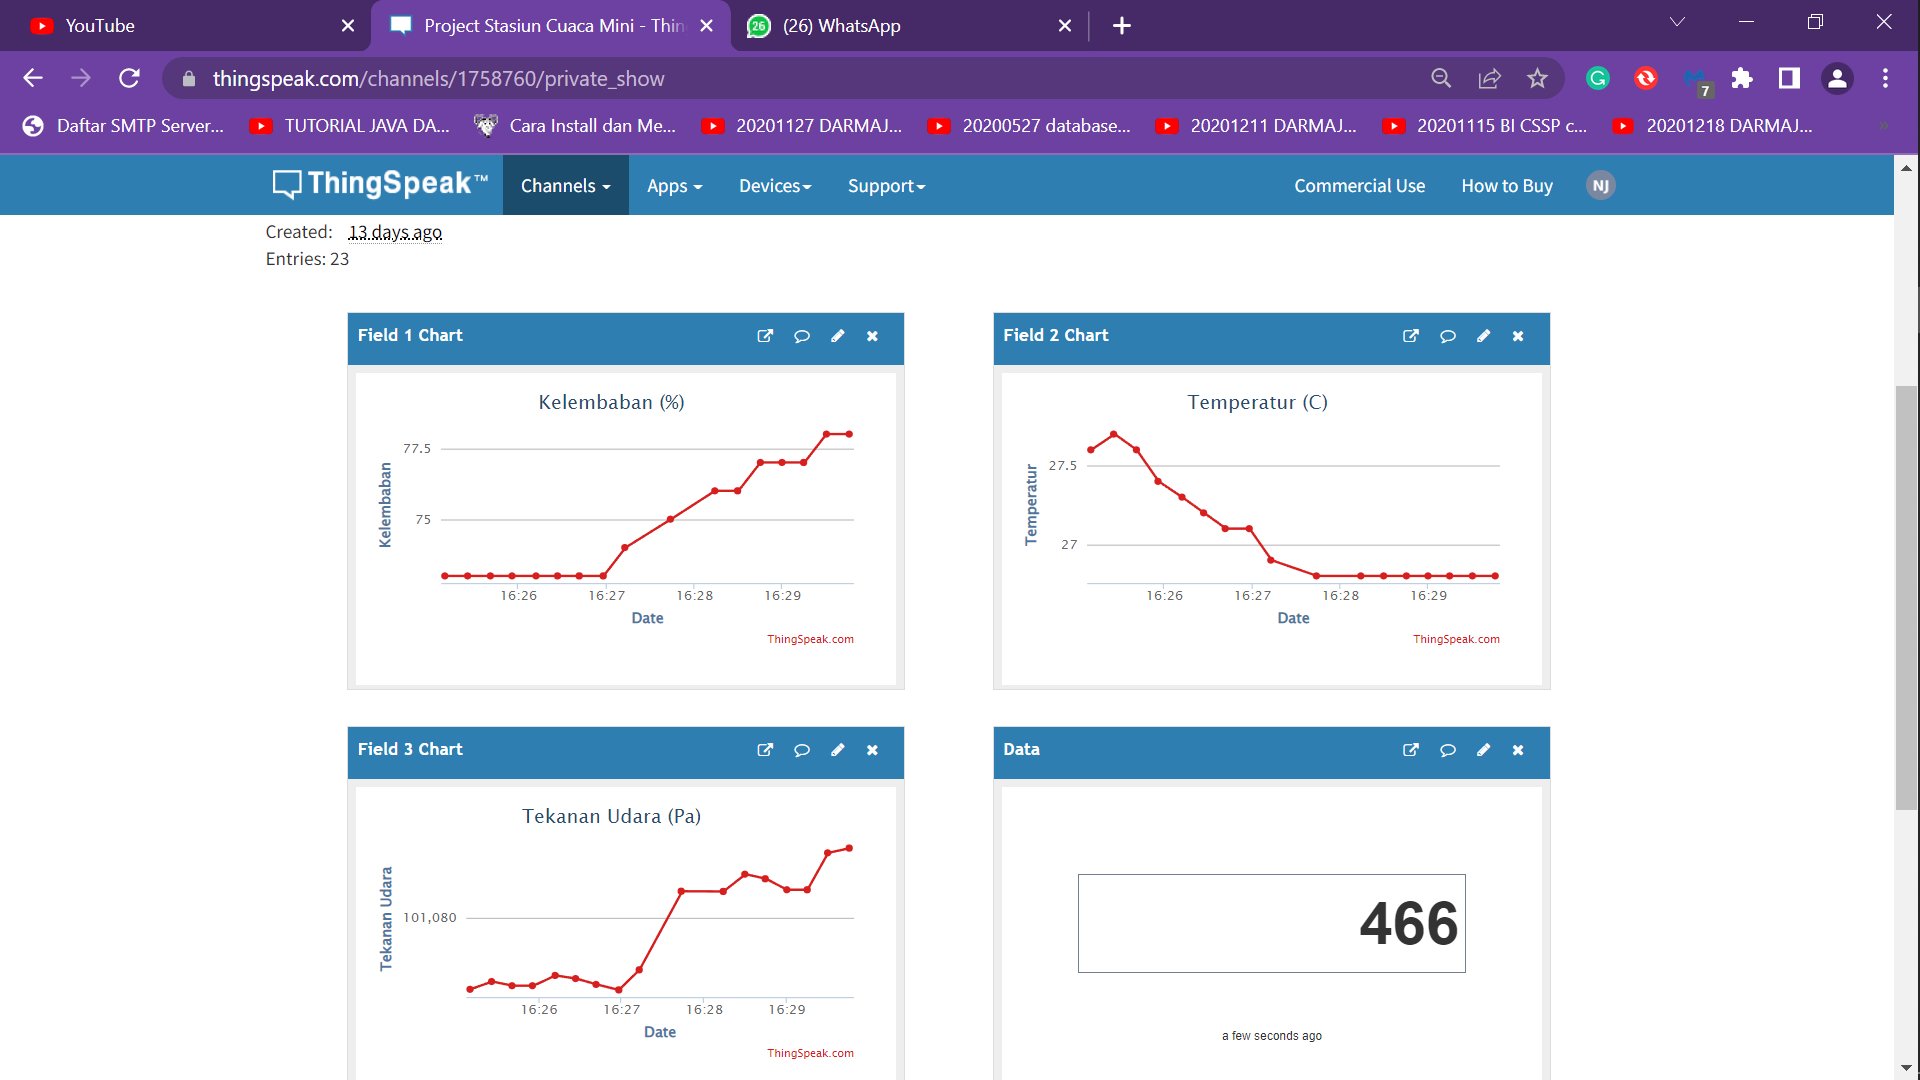 YouTube
Project Stasiun Cuaca Mini - Thin
26
(26) WhatsApp
thingspeak.com/channels/1758760/private_show
7
Daftar SMTP Server...
TUTORIAL JAVA DA...
Cara Install dan Me...
20201127 DARMAJ...
20200527 database...
20201211 DARMAJ...
20201115 BI CSSP c...
20201218 DARMAJ...
»
ThingSpeak™
Channels
Apps
Devices
Support
Commercial Use
How to Buy
NJ
Created: 13 days ago
Entries: 23
Field 1 Chart
Kelembaban (%)
Kelembaban
77.5
75
16:26 16:27 16:28 16:29
Date
ThingSpeak.com
Field 2 Chart
Temperatur (C)
Temperatur
27.5
27
16:26 16:27 16:28 16:29
Date
ThingSpeak.com
Field 3 Chart
Tekanan Udara (Pa)
Tekanan Udara
101,080
16:26 16:27 16:28 16:29
Date
ThingSpeak.com
Data
466
a few seconds ago